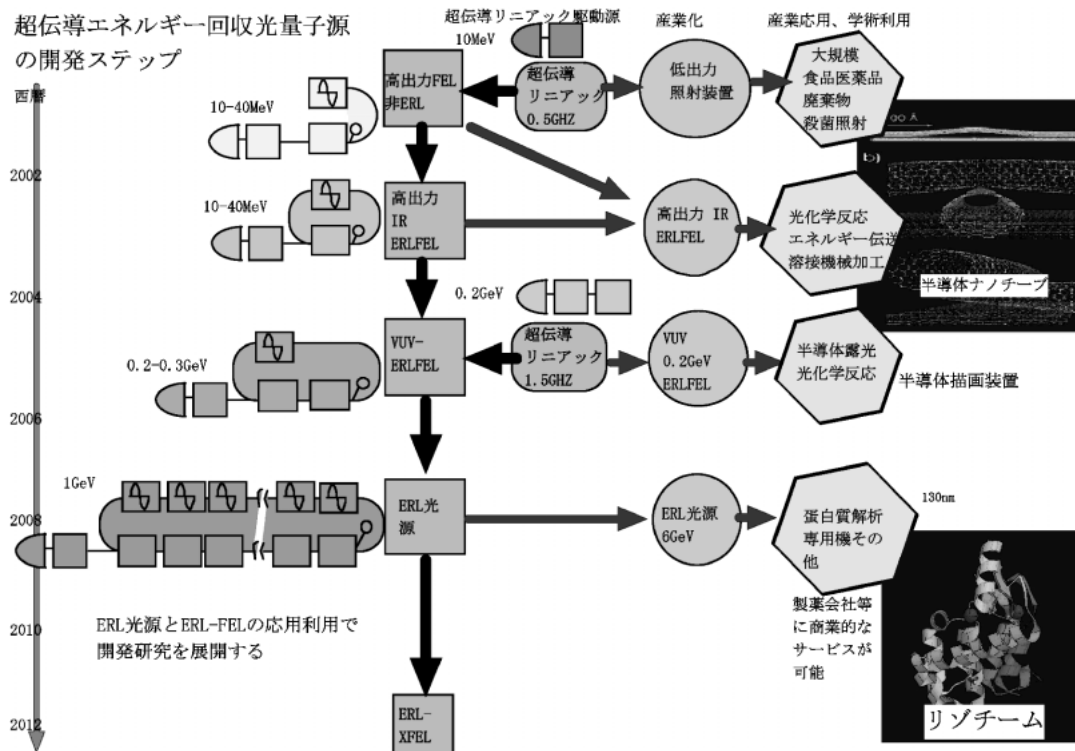 超伝導エネルギー回収光量子源
の開発ステップ
西暦
2002
2004
2006
2008
2010
2012
超伝導リニアック駆動源
10MeV
産業化
産業応用、学術利用
10-40MeV
高出力FEL
非ERL
超伝導
リニアック
0.5GHZ
低出力
照射装置
大規模
食品医薬品
廃棄物
殺菌照射
10-40MeV
高出力
IR
ERLFEL
高出力 IR
ERLFEL
光化学反応
エネルギー伝送
溶接機械加工
b)
半導体ナノチーブ
0.2GeV
0.2-0.3GeV
VUV-
ERLFEL
超伝導
リニアック
1.5GHZ
VUV
0.2GeV
ERLFEL
半導体露光
光化学反応
半導体描画装置
1GeV
ERL光
源
ERL光源
6GeV
蛋白質解析
専用機その
他
130nm
製薬会社等
に商業的な
サービスが
可能
リゾチーム
ERL光源とERL-FELの応用利用で
開発研究を展開する
ERL-
XFEL